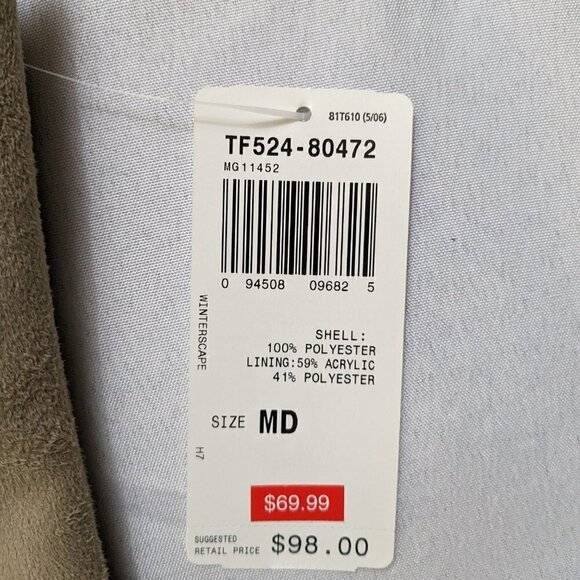 81T610 (5/06)
TF524-80472
MG11452
0 94508 09682 5
WINTERSCAPE
SHELL:
100% POLYESTER
LINING:59% ACRYLIC
41% POLYESTER
SIZE MD
H7
$69.99
SUGGESTED
RETAIL PRICE $98.00